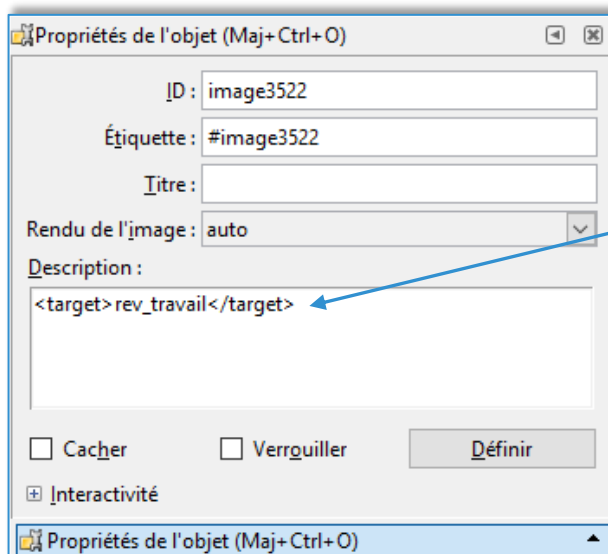 Propriétés de l'objet (Maj+Ctrl+O)
ID : image3522
Étiquette : #image3522
Titre :
Rendu de l'image : auto
Description :
<target>rev_travail</target>
Cacher Verrouiller Définir
Interactivité
Propriétés de l'objet (Maj+Ctrl+O)